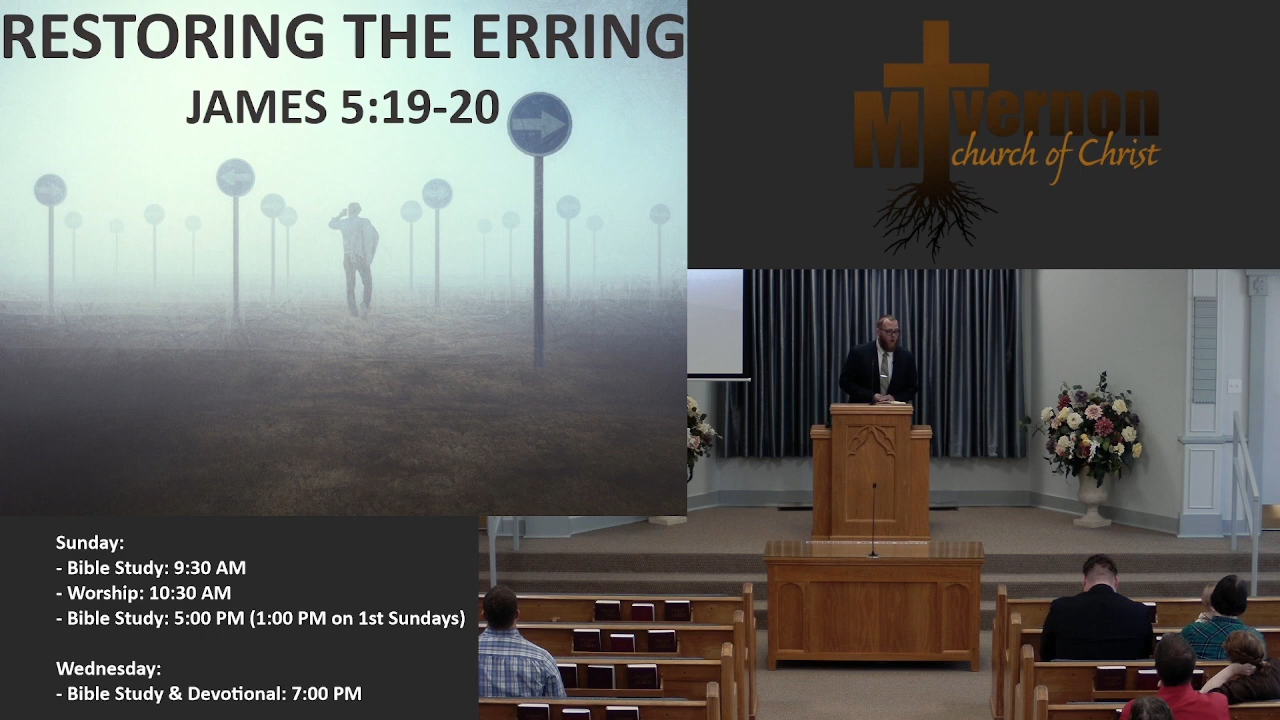 RESTORING THE ERRING
JAMES 5:19-20
MT vernon
church of Christ
Sunday:
- Bible Study: 9:30 AM
- Worship: 10:30 AM
- Bible Study: 5:00 PM (1:00 PM on 1st Sundays)
Wednesday:
- Bible Study & Devotional: 7:00 PM